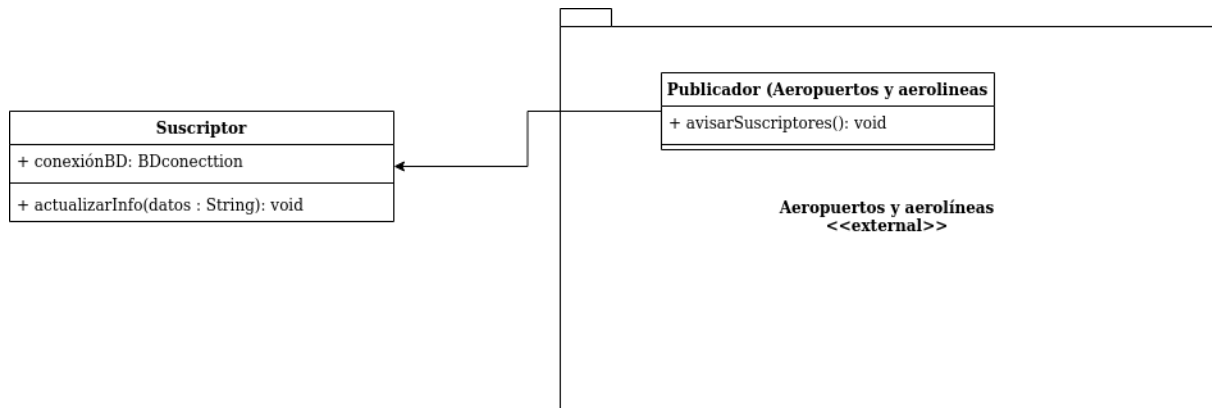 Publicador (Aeropuertos y aerolineas
+ avisarSuscriptores(): void
Suscriptor
+ conexiónBD: BDconecttion
+ actualizarInfo(datos : String): void
Aeropuertos y aerolíneas
<<external>>